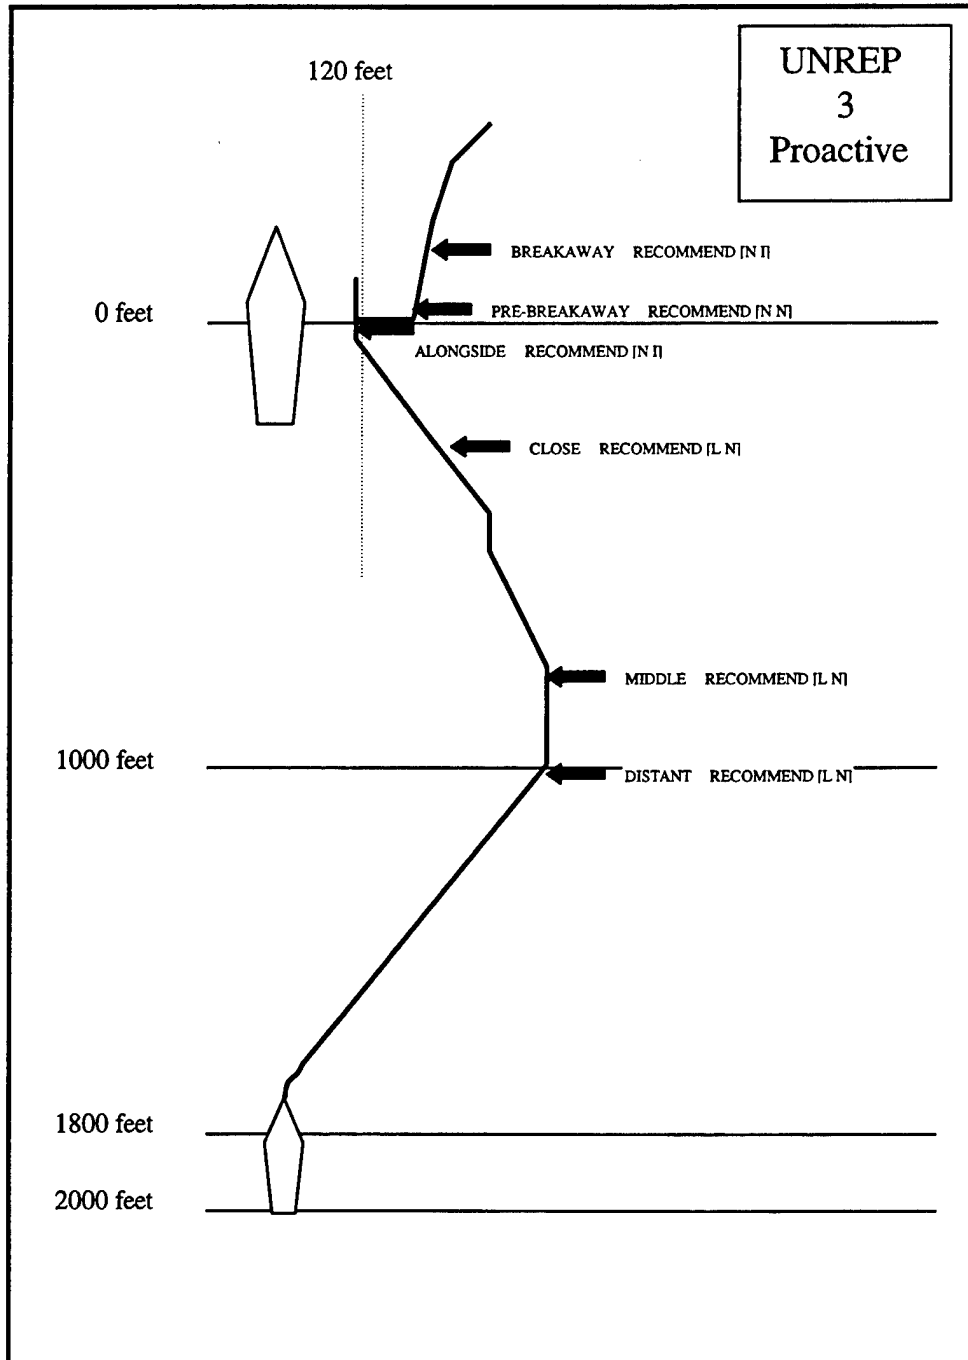 UNREP
3
Proactive
120 feet
BREAKAWAY RECOMMEND [N I]
0 feet
PRE-BREAKAWAY RECOMMEND [N N]
ALONGSIDE RECOMMEND [N I]
CLOSE RECOMMEND [L N]
MIDDLE RECOMMEND [L N]
1000 feet
DISTANT RECOMMEND [L N]
1800 feet
2000 feet